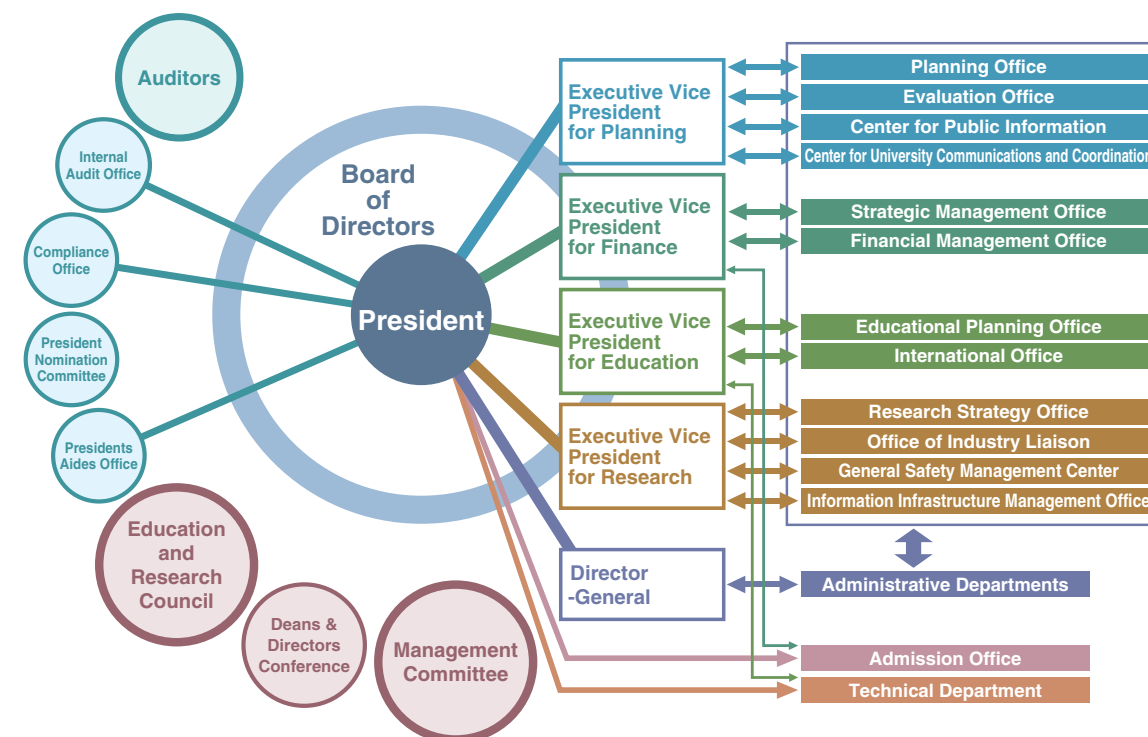 Auditors
Internal
Audit Office
Compliance
Office
President
Nomination
Committee
Presidents
Aides Office
Education
and
Research
Council
Deans &
Directors
Conference
Management
Committee
Board
of
Directors
President
Executive Vice
President
for Planning
Executive Vice
President
for Finance
Executive Vice
President
for Education
Executive Vice
President
for Research
Director
-General
Planning Office
Evaluation Office
Center for Public Information
Center for University Communications and Coordination
Strategic Management Office
Financial Management Office
Educational Planning Office
International Office
Research Strategy Office
Office of Industry Liaison
General Safety Management Center
Information Infrastructure Management Office
Administrative Departments
Admission Office
Technical Department